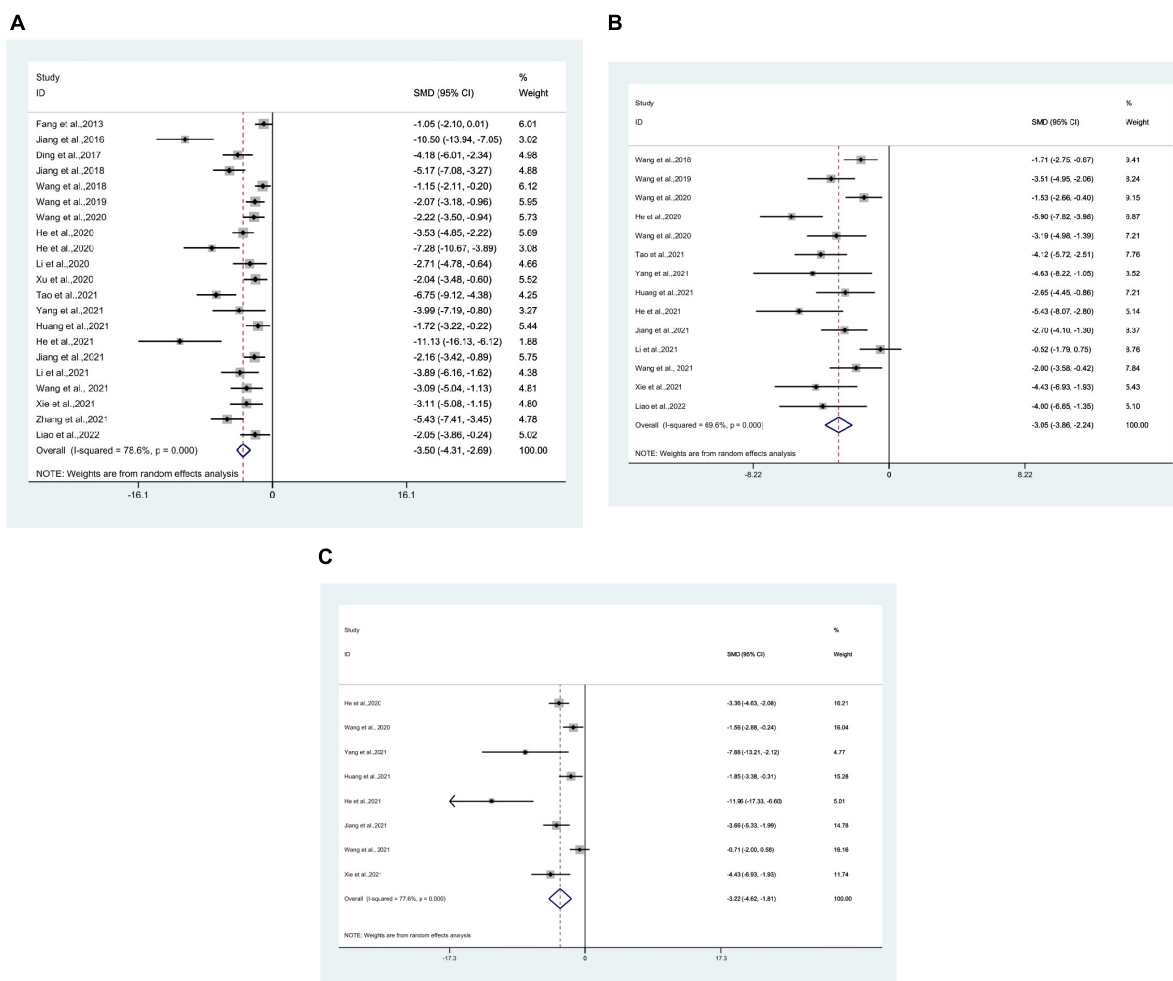 A
Study %
ID SMD (95% CI) Weight
Fang et al.,2013 -1.05 (-2.10, 0.01) 6.01
Jiang et al.,2016 -10.50 (-13.94, -7.05) 3.02
Ding et al.,2017 -4.18 (-6.01, -2.34) 4.98
Jiang et al.,2018 -5.17 (-7.08, -3.27) 4.88
Wang et al.,2018 -1.15 (-2.11, -0.20) 6.12
Wang et al.,2019 -2.07 (-3.18, -0.96) 5.95
Wang et al.,2020 -2.22 (-3.50, -0.94) 5.73
He et al.,2020 -3.53 (-4.85, -2.22) 5.69
He et al.,2020 -7.28 (-10.67, -3.89) 3.08
Li et al.,2020 -2.71 (-4.78, -0.64) 4.66
Xu et al.,2020 -2.04 (-3.48, -0.60) 5.52
Tao et al.,2021 -6.75 (-9.12, -4.38) 4.25
Yang et al.,2021 -3.99 (-7.19, -0.80) 3.27
Huang et al.,2021 -1.72 (-3.22, -0.22) 5.44
He et al.,2021 -11.13 (-16.13, -6.12) 1.88
Jiang et al.,2021 -2.16 (-3.42, -0.89) 5.75
Li et al.,2021 -3.89 (-6.16, -1.62) 4.38
Wang et al., 2021 -3.09 (-5.04, -1.13) 4.81
Xie et al.,2021 -3.11 (-5.08, -1.15) 4.80
Zhang et al.,2021 -5.43 (-7.41, -3.45) 4.78
Liao et al.,2022 -2.05 (-3.86, -0.24) 5.02
Overall (I-squared = 78.6%, p = 0.000) -3.50 (-4.31, -2.69) 100.00
NOTE: Weights are from random effects analysis
-16.1 0 16.1
B
Study %
ID SMD (95% CI) Weight
Wang et al.,2018 -1.71 (-2.75, -0.67) 9.41
Wang et al.,2019 -3.51 (-4.95, -2.06) 8.24
Wang et al.,2020 -1.53 (-2.66, -0.40) 9.15
He et al.,2020 -5.90 (-7.82, -3.98) 6.87
Wang et al.,2020 -3.19 (-4.98, -1.39) 7.21
Tao et al.,2021 -4.12 (-5.72, -2.51) 7.76
Yang et al.,2021 -4.63 (-8.22, -1.05) 3.52
Huang et al.,2021 -2.65 (-4.45, -0.86) 7.21
He et al.,2021 -5.43 (-8.07, -2.80) 5.14
Jiang et al.,2021 -2.70 (-4.10, -1.30) 8.37
Li et al.,2021 -0.52 (-1.79, 0.75) 8.76
Wang et al., 2021 -2.00 (-3.58, -0.42) 7.84
Xie et al.,2021 -4.43 (-6.93, -1.93) 5.43
Liao et al.,2022 -4.00 (-6.65, -1.35) 5.10
Overall (I-squared = 69.6%, p = 0.000) -3.05 (-3.86, -2.24) 100.00
NOTE: Weights are from random effects analysis
-8.22 0 8.22
C
Study %
ID SMD (95% CI) Weight
He et al.,2020 -3.36 (-4.63, -2.08) 16.21
Wang et al., 2020 -1.56 (-2.88, -0.24) 16.04
Yang et al.,2021 -7.66 (-13.21, -2.12) 4.77
Huang et al.,2021 -1.85 (-3.38, -0.31) 15.28
He et al.,2021 -11.96 (-17.33, -6.60) 5.01
Jiang et al.,2021 -3.66 (-5.33, -1.99) 14.78
Wang et al., 2021 -0.71 (-2.00, 0.58) 16.16
Xie et al.,2021 -4.43 (-6.93, -1.93) 11.74
Overall (I-squared = 77.6%, p = 0.000) -3.22 (-4.62, -1.81) 100.00
NOTE: Weights are from random effects analysis
-17.3 0 17.3